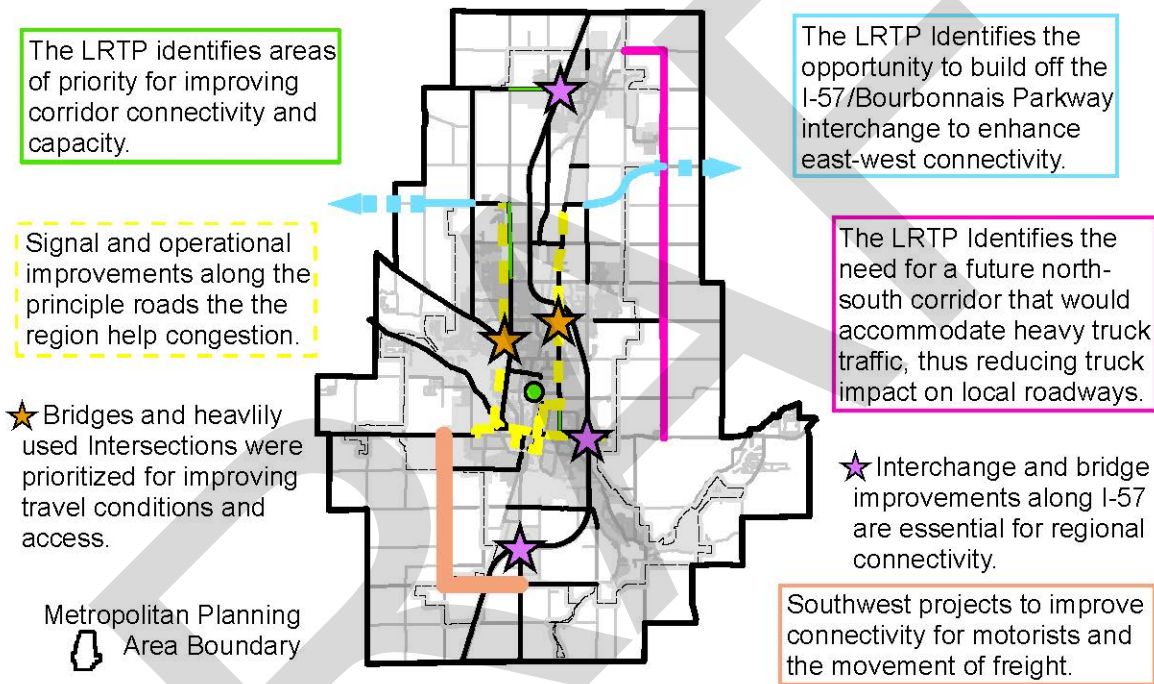 The LRTP identifies areas
of priority for improving
corridor connectivity and
capacity.
Signal and operational
improvements along the
principle roads the the
region help congestion.
Bridges and heavlily
used Intersections were
prioritized for improving
travel conditions and
access.
Metropolitan Planning
Area Boundary
The LRTP Identifies the
opportunity to build off the
I-57/Bourbonnais Parkway
interchange to enhance
east-west connectivity.
The LRTP Identifies the
need for a future north-
south corridor that would
accommodate heavy truck
traffic, thus reducing truck
impact on local roadways.
Interchange and bridge
improvements along I-57
are essential for regional
connectivity.
Southwest projects to improve
connectivity for motorists and
the movement of freight.
DRAFT